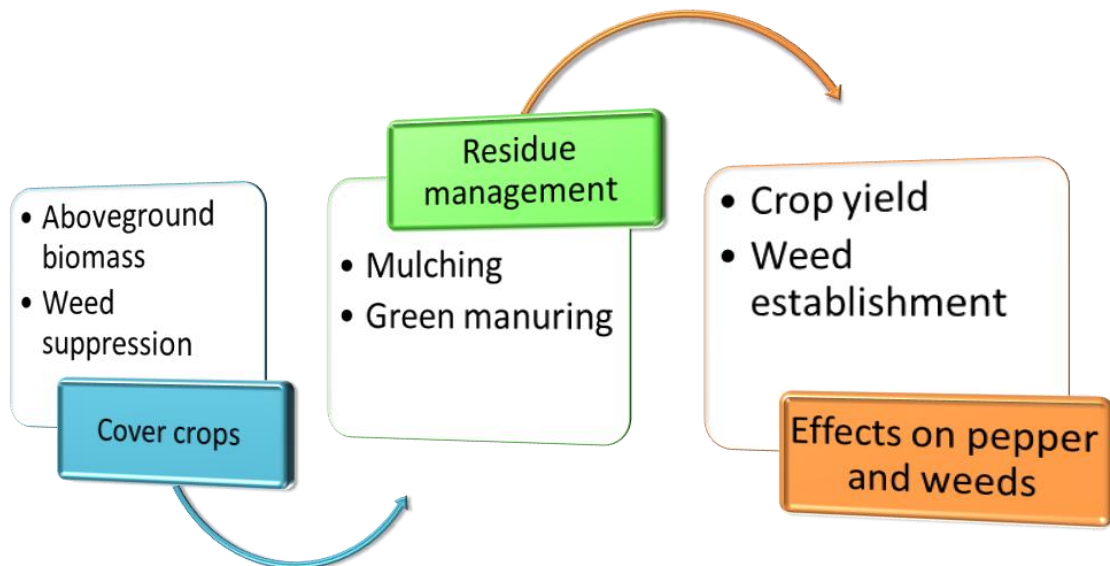 • Aboveground
biomass
• Weed
suppression
Cover crops
Residue
management
• Mulching
• Green manuring
• Crop yield
• Weed
establishment
Effects on pepper
and weeds